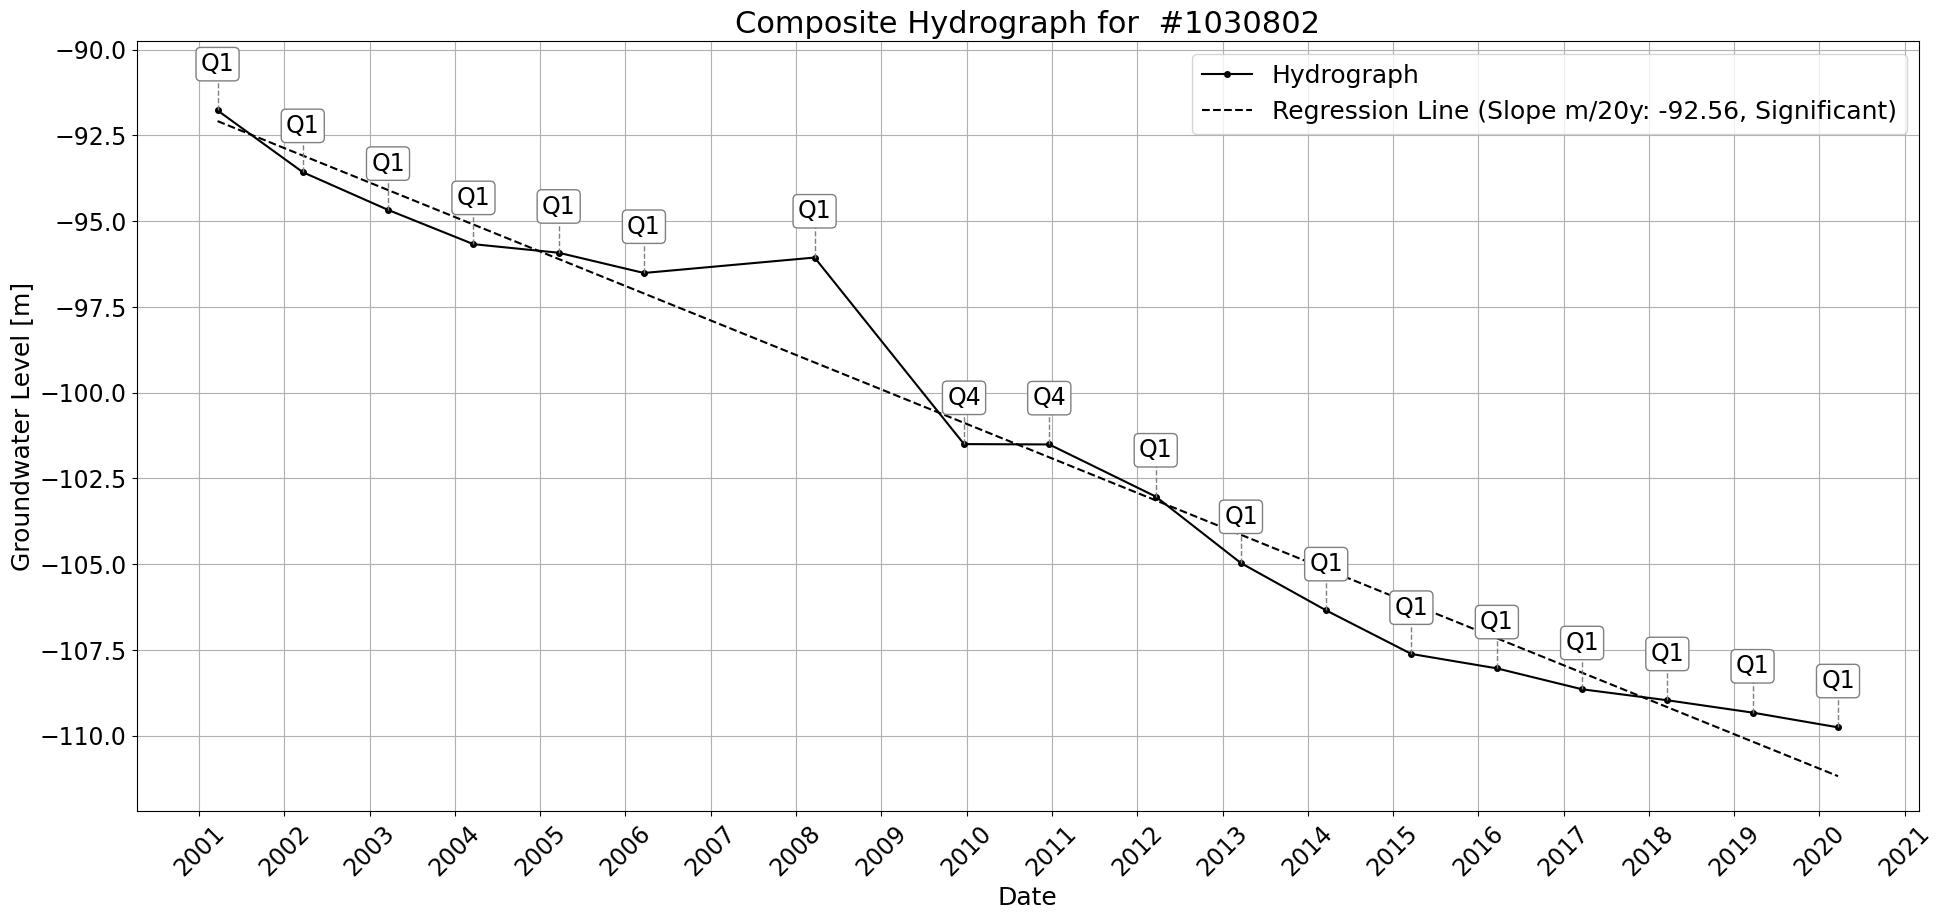 Composite Hydrograph for  #1030802
Hydrograph
Regression Line (Slope m/20y: -92.56, Significant)
Groundwater Level [m]
−90.0
−92.5
−95.0
−97.5
−100.0
−102.5
−105.0
−107.5
−110.0
Q1
Q1
Q1
Q1
Q1
Q1
Q1
Q4
Q4
Q1
Q1
Q1
Q1
Q1
Q1
Q1
Q1
Q1
2001
2002
2003
2004
2005
2006
2007
2008
2009
2010
2011
2012
2013
2014
2015
2016
2017
2018
2019
2020
2021
Date